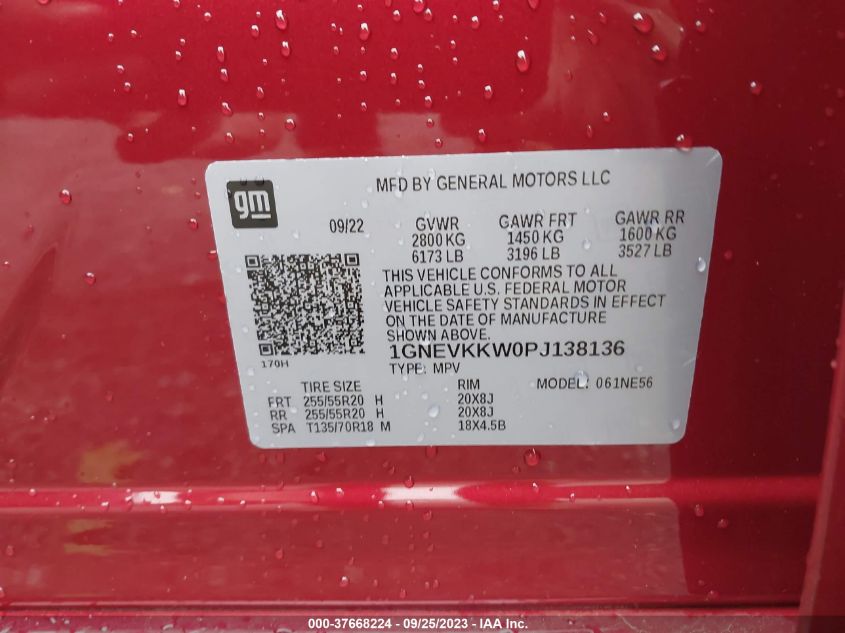 gm
MFD BY GENERAL MOTORS LLC
09/22 GVWR GAWR FRT GAWR RR
2800 KG 1450 KG 1600 KG
6173 LB 3196 LB 3527 LB
THIS VEHICLE CONFORMS TO ALL
APPLICABLE U.S. FEDERAL MOTOR
VEHICLE SAFETY STANDARDS IN EFFECT
ON THE DATE OF MANUFACTURE
SHOWN ABOVE.
170H
1GNEVKKW0PJ138136
TYPE: MPV MODEL: 061NE56
TIRE SIZE RIM
FRT 255/55R20 H 20X8J
RR 255/55R20 H 20X8J
SPA T135/70R18 M 18X4.5B
000-37668224 - 09/25/2023 - IAA Inc.